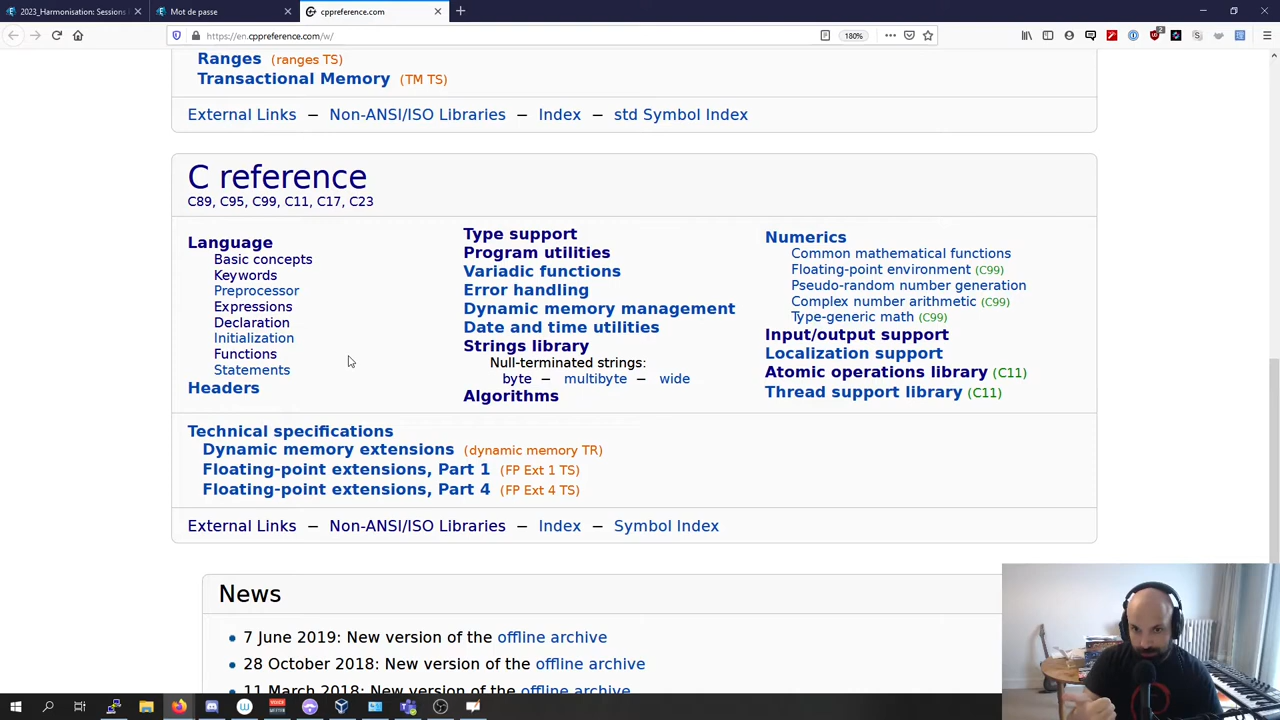 2023_Harmonisation: Sessions
Mot de passe
cppreference.com
https://en.cppreference.com/w/
180%
Ranges (ranges TS)
Transactional Memory (TM TS)
External Links – Non-ANSI/ISO Libraries – Index – std Symbol Index
C reference
C89, C95, C99, C11, C17, C23
Language
Basic concepts
Keywords
Preprocessor
Expressions
Declaration
Initialization
Functions
Statements
Headers
Type support
Program utilities
Variadic functions
Error handling
Dynamic memory management
Date and time utilities
Strings library
Null-terminated strings:
byte – multibyte – wide
Algorithms
Numerics
Common mathematical functions
Floating-point environment (C99)
Pseudo-random number generation
Complex number arithmetic (C99)
Type-generic math (C99)
Input/output support
Localization support
Atomic operations library (C11)
Thread support library (C11)
Technical specifications
Dynamic memory extensions (dynamic memory TR)
Floating-point extensions, Part 1 (FP Ext 1 TS)
Floating-point extensions, Part 4 (FP Ext 4 TS)
External Links – Non-ANSI/ISO Libraries – Index – Symbol Index
News
7 June 2019: New version of the offline archive
28 October 2018: New version of the offline archive
11 March 2018: New version of the offline archive